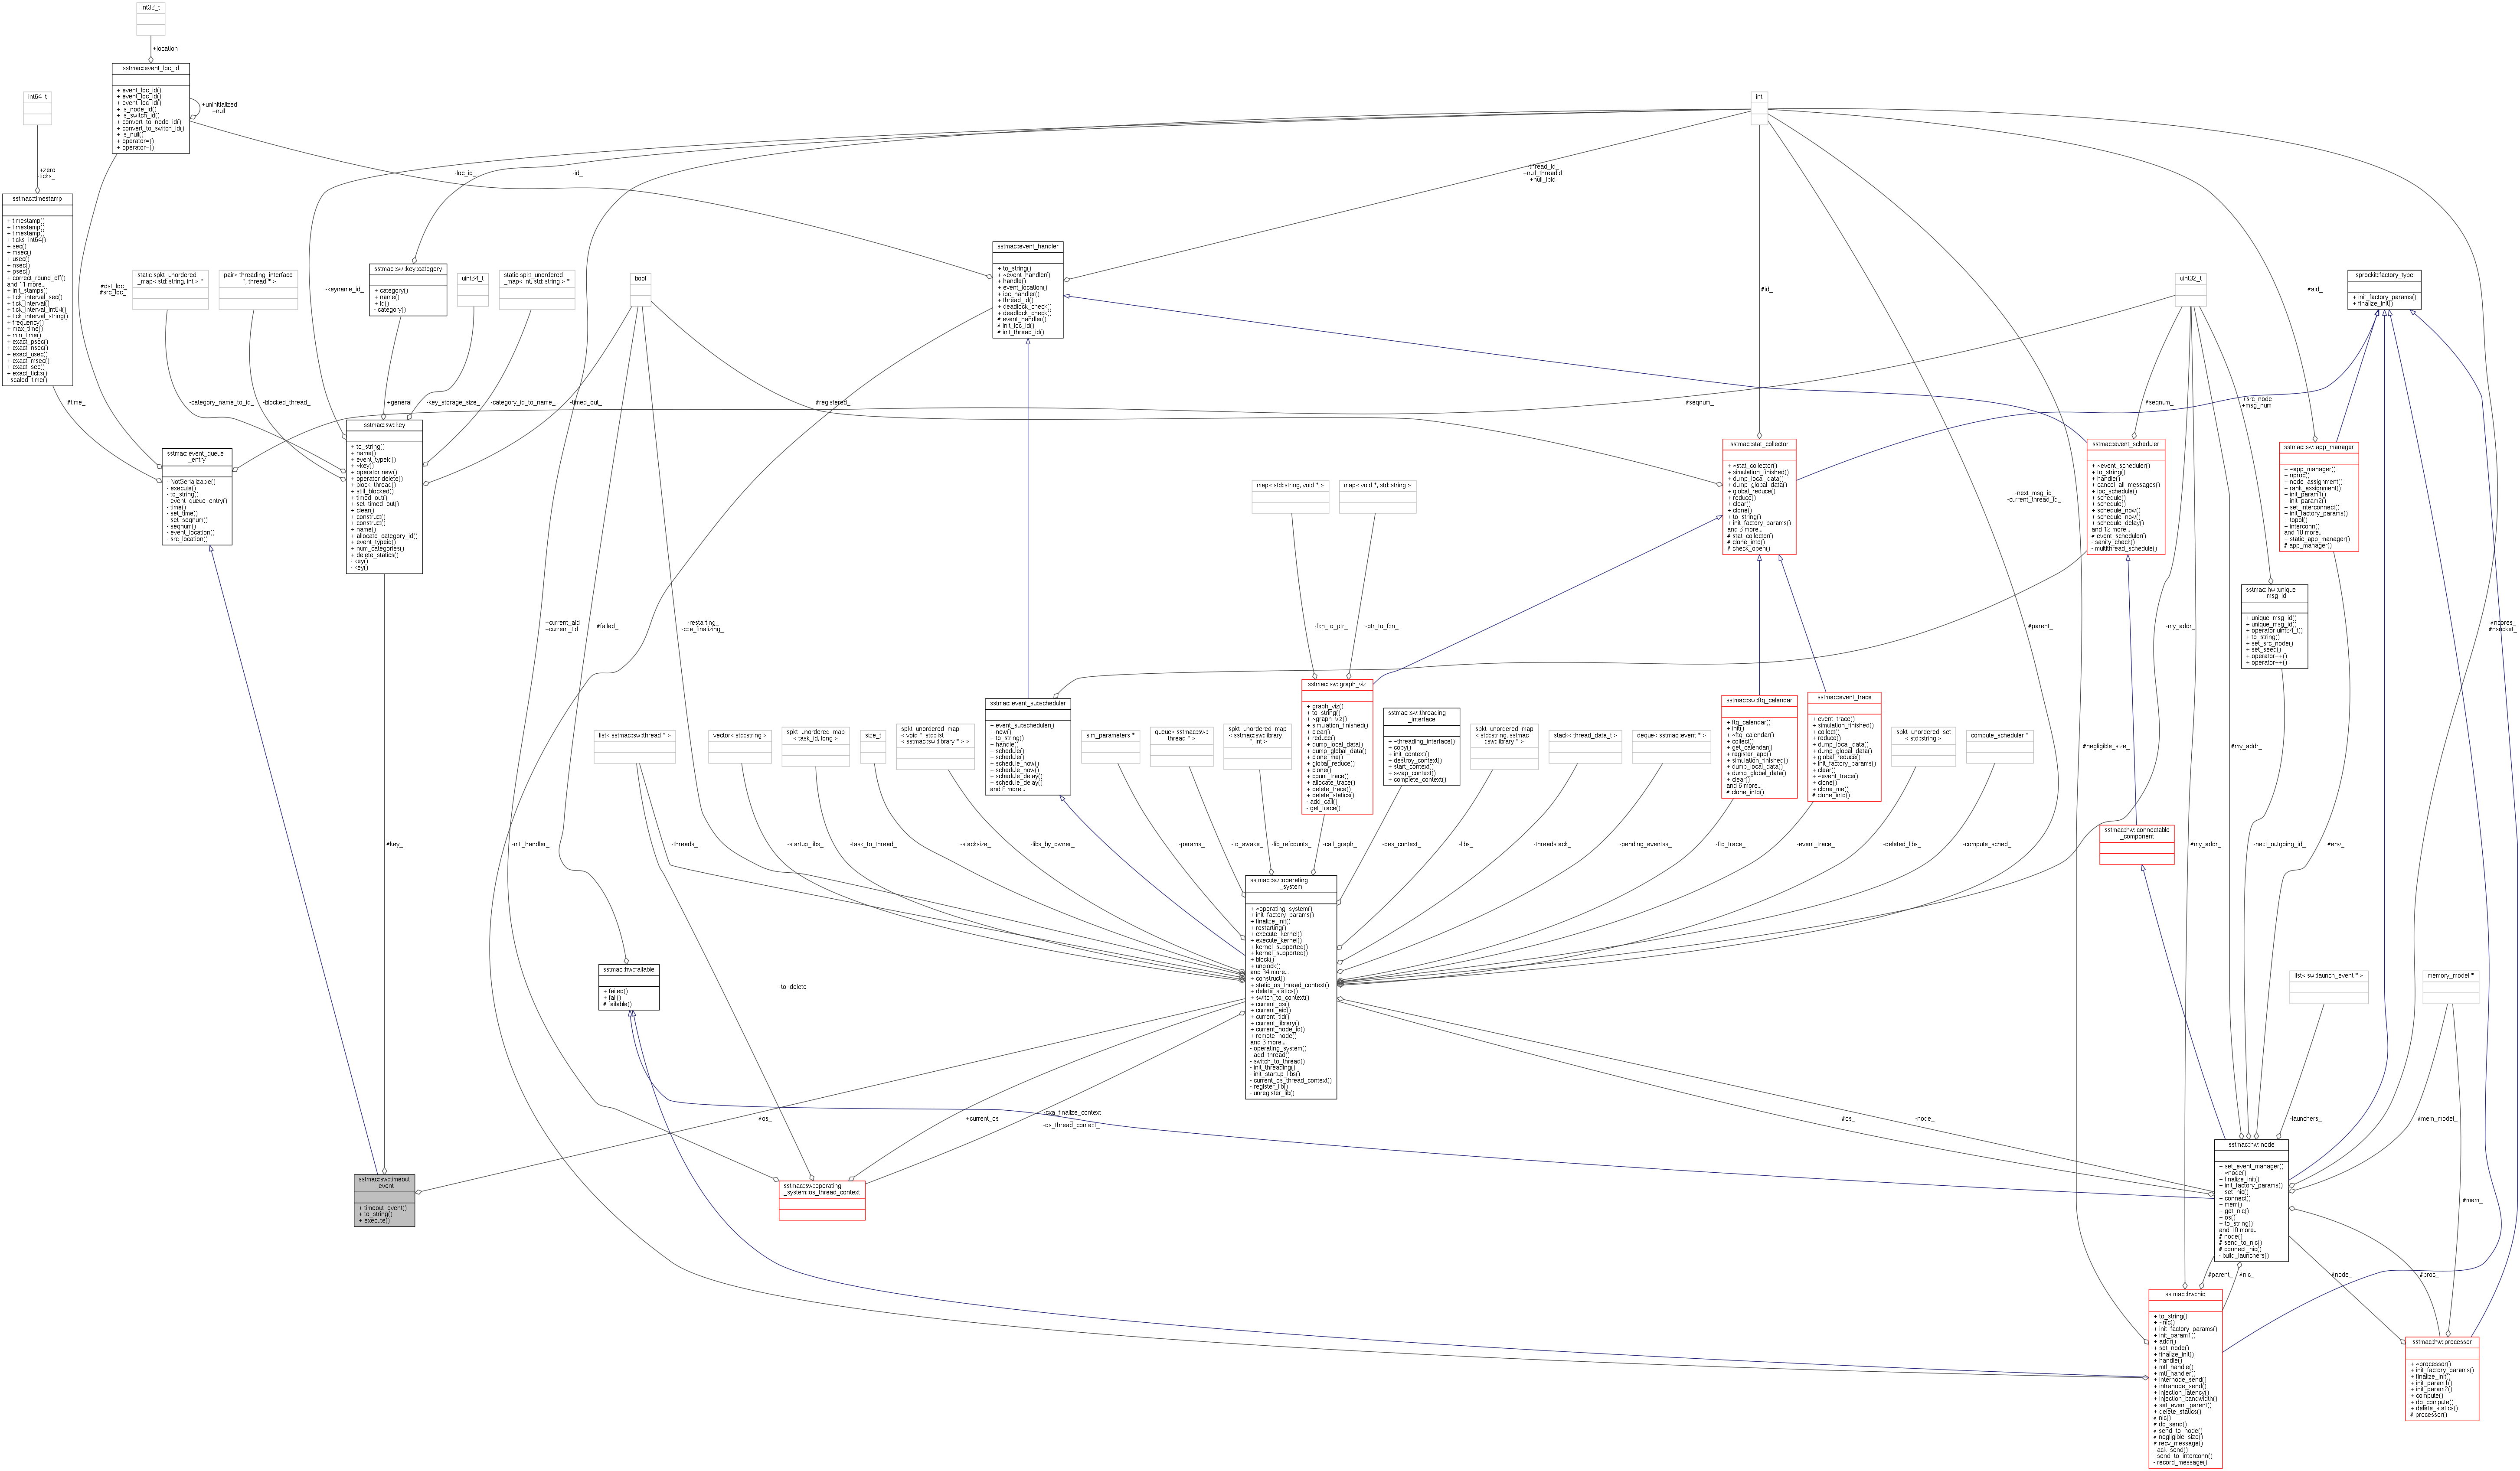 int32_t
+location
sstmac::event_loc_id
+ event_loc_id()
+ event_loc_id()
+ event_loc_id()
+ is_node_id()
+ is_switch_id()
+ convert_to_node_id()
+ convert_to_switch_id()
+ is_null()
+ operator=()
+ operator=()
+uninitialized
+null
int64_t
+zero
-ticks_
sstmac::timestamp
+ timestamp()
+ timestamp()
+ timestamp()
+ ticks_int64()
+ sec()
+ msec()
+ usec()
+ nsec()
+ psec()
+ correct_round_off()
and 11 more...
+ init_stamps()
+ tick_interval_sec()
+ tick_interval()
+ tick_interval_int64()
+ tick_interval_string()
+ frequency()
+ max_time()
+ min_time()
+ exact_psec()
+ exact_nsec()
+ exact_usec()
+ exact_msec()
+ exact_sec()
+ exact_ticks()
- scaled_time()
int
-loc_id_
-id_
-thread_id_
+null_threadid
+null_lpid
sstmac::event_handler
+ to_string()
+ ~event_handler()
+ handle()
+ event_location()
+ ipc_handler()
+ thread_id()
+ deadlock_check()
+ deadlock_check()
# event_handler()
# init_loc_id()
# init_thread_id()
static spkt_unordered
_map< std::string, int > *
pair< threading_interface
*, thread * >
#dst_loc_
#src_loc_
-keyname_id_
sstmac::sw::key::category
+ category()
+ name()
+ id()
- category()
uint64_t
static spkt_unordered
_map< int, std::string > *
bool
#id_
uint32_t
#aid_
sprockit::factory_type
+ init_factory_params()
+ finalize_init()
#time_
-category_name_to_id_
-blocked_thread_
+general
-key_storage_size_
-category_id_to_name_
-timed_out_
#registered_
#seqnum_
#seqnum_
+src_node
+msg_num
sstmac::event_queue
_entry
- NotSerializable()
- execute()
- to_string()
- event_queue_entry()
- time()
- set_time()
- set_seqnum()
- seqnum()
- event_location()
- src_location()
sstmac::sw::key
+ to_string()
+ name()
+ event_typeid()
+ ~key()
+ operator new()
+ operator delete()
+ block_thread()
+ still_blocked()
+ timed_out()
+ set_timed_out()
+ clear()
+ construct()
+ construct()
+ name()
+ allocate_category_id()
+ event_typeid()
+ num_categories()
+ delete_statics()
- key()
- key()
sstmac::stat_collector
+ ~stat_collector()
+ simulation_finished()
+ dump_local_data()
+ dump_global_data()
+ global_reduce()
+ reduce()
+ clear()
+ clone()
+ to_string()
+ init_factory_params()
and 6 more...
# stat_collector()
# clone_into()
# check_open()
-next_msg_id_
-current_thread_id_
sstmac::event_scheduler
+ ~event_scheduler()
+ to_string()
+ handle()
+ cancel_all_messages()
+ ipc_schedule()
+ schedule()
+ schedule()
+ schedule_now()
+ schedule_now()
+ schedule_delay()
and 12 more...
# event_scheduler()
- sanity_check()
- multithread_schedule()
sstmac::sw::app_manager
+ ~app_manager()
+ nproc()
+ node_assignment()
+ rank_assignment()
+ init_param1()
+ init_param2()
+ set_interconnect()
+ init_factory_params()
+ topol()
+ interconn()
and 10 more...
+ static_app_manager()
# app_manager()
map< std::string, void * >
map< void *, std::string >
sstmac::hw::unique
_msg_id
+ unique_msg_id()
+ unique_msg_id()
+ operator uint64_t()
+ to_string()
+ set_src_node()
+ set_seed()
+ operator++()
+ operator++()
+current_aid
+current_tid
#failed_
-restarting_
-cxa_finalizing_
-fxn_to_ptr_
-ptr_to_fxn_
#parent_
-my_addr_
#ncores_
#nsocket_
sstmac::event_subscheduler
+ event_subscheduler()
+ now()
+ to_string()
+ handle()
+ schedule()
+ schedule()
+ schedule_now()
+ schedule_now()
+ schedule_delay()
+ schedule_delay()
and 8 more...
sstmac::sw::graph_viz
+ graph_viz()
+ to_string()
+ ~graph_viz()
+ simulation_finished()
+ clear()
+ reduce()
+ dump_local_data()
+ dump_global_data()
+ clone_me()
+ global_reduce()
+ clone()
+ count_trace()
+ allocate_trace()
+ delete_trace()
+ delete_statics()
- add_call()
- get_trace()
sstmac::sw::threading
_interface
+ ~threading_interface()
+ copy()
+ init_context()
+ destroy_context()
+ start_context()
+ swap_context()
+ complete_context()
sstmac::sw::ftq_calendar
+ ftq_calendar()
+ init()
+ ~ftq_calendar()
+ collect()
+ get_calendar()
+ register_app()
+ simulation_finished()
+ dump_local_data()
+ dump_global_data()
+ clear()
and 6 more...
# clone_into()
sstmac::event_trace
+ event_trace()
+ simulation_finished()
+ collect()
+ reduce()
+ dump_local_data()
+ dump_global_data()
+ global_reduce()
+ init_factory_params()
+ clear()
+ ~event_trace()
+ clone()
+ clone_me()
# clone_into()
list< sstmac::sw::thread * >
vector< std::string >
spkt_unordered_map
< task_id, long >
size_t
spkt_unordered_map
< void *, std::list
< sstmac::sw::library * > >
sim_parameters *
queue< sstmac::sw::
thread * >
spkt_unordered_map
< sstmac::sw::library
*, int >
spkt_unordered_map
< std::string, sstmac
::sw::library * >
stack< thread_data_t >
deque< sstmac::event * >
spkt_unordered_set
< std::string >
compute_scheduler *
#negligible_size_
#my_addr_
sstmac::hw::connectable
_component
#key_
-mtl_handler_
-threads_
-startup_libs_
-task_to_thread_
-stacksize_
-libs_by_owner_
-params_
-to_awake_
-lib_refcounts_
-call_graph_
-des_context_
-libs_
-threadstack_
-pending_eventss_
-ftq_trace_
-event_trace_
-deleted_libs_
-compute_sched_
#my_addr_
-next_outgoing_id_
#env_
sstmac::sw::operating
_system
+ ~operating_system()
+ init_factory_params()
+ finalize_init()
+ restarting()
+ execute_kernel()
+ execute_kernel()
+ kernel_supported()
+ kernel_supported()
+ block()
+ unblock()
and 34 more...
+ construct()
+ static_os_thread_context()
+ delete_statics()
+ switch_to_context()
+ current_os()
+ current_aid()
+ current_tid()
+ current_library()
+ current_node_id()
+ remote_node()
and 6 more...
- operating_system()
- add_thread()
- switch_to_thread()
- init_threading()
- init_startup_libs()
- current_os_thread_context()
- register_lib()
- unregister_lib()
sstmac::hw::failable
+ failed()
+ fail()
# failable()
+to_delete
list< sw::launch_event * >
memory_model *
#os_
+current_os
-cxa_finalize_context
-os_thread_context_
#os_
-node_
-launchers_
#mem_model_
sstmac::sw::timeout
_event
+ timeout_event()
+ to_string()
+ execute()
sstmac::sw::operating
_system::os_thread_context
sstmac::hw::node
+ set_event_manager()
+ ~node()
+ finalize_init()
+ init_factory_params()
+ set_nic()
+ connect()
+ mem()
+ get_nic()
+ os()
+ to_string()
and 10 more...
# node()
# send_to_nic()
# connect_nic()
- build_launchers()
#mem_
#parent_
#nic_
#node_
#proc_
sstmac::hw::nic
+ to_string()
+ ~nic()
+ init_factory_params()
+ init_param1()
+ addr()
+ set_node()
+ finalize_init()
+ handle()
+ mtl_handle()
+ mtl_handler()
+ internode_send()
+ intranode_send()
+ injection_latency()
+ injection_bandwidth()
+ set_event_parent()
+ delete_statics()
# nic()
# do_send()
# send_to_node()
# negligible_size()
# recv_message()
- ack_send()
- send_to_interconn()
- record_message()
sstmac::hw::processor
+ ~processor()
+ init_factory_params()
+ finalize_init()
+ init_param1()
+ init_param2()
+ compute()
+ do_compute()
+ delete_statics()
# processor()